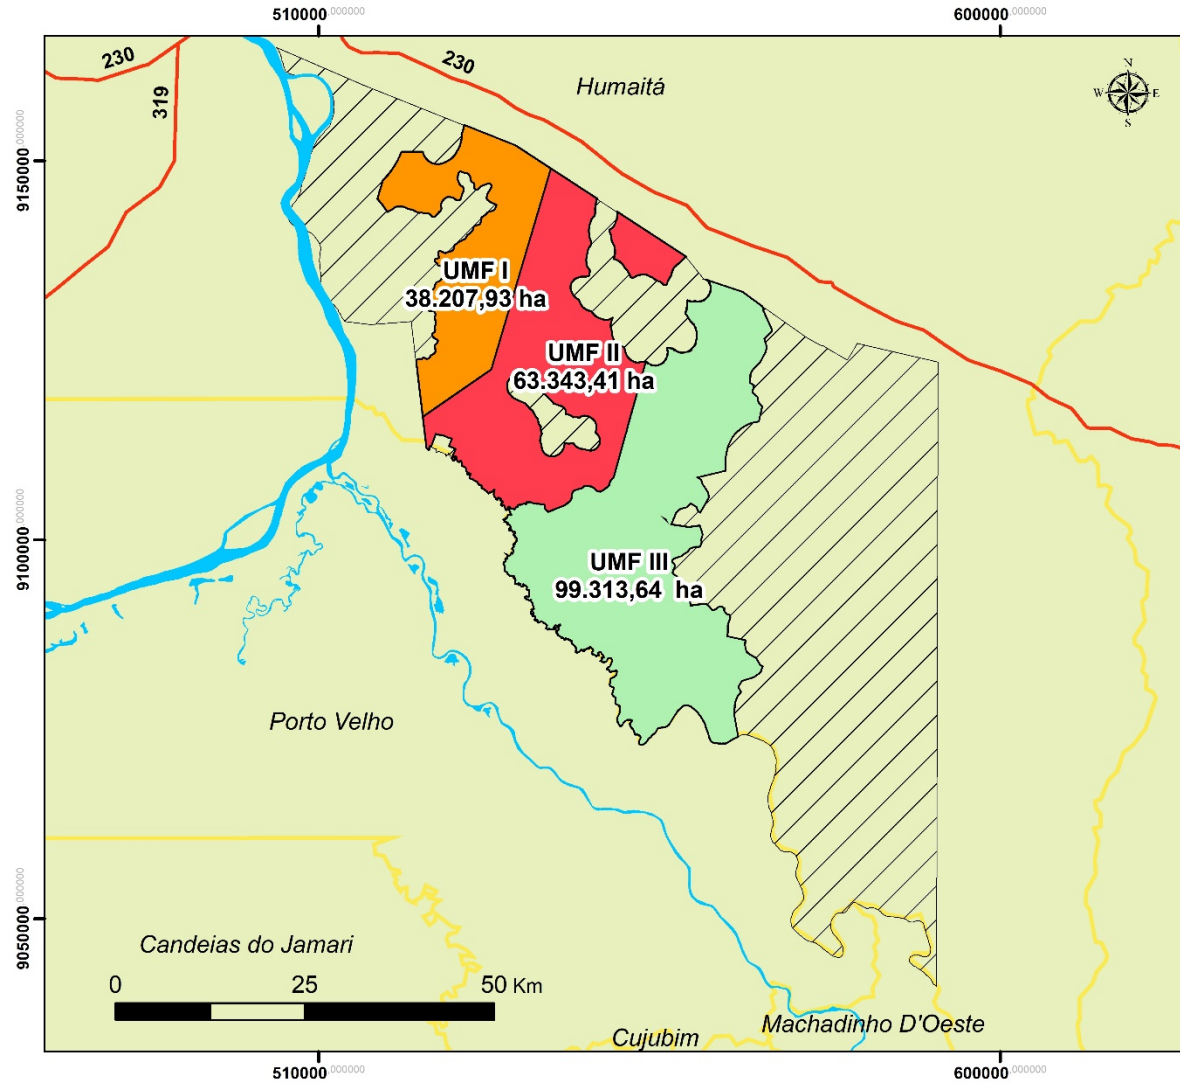 510000,000000
600000,000000
230
230
319
Humaitá
N
W E
S
9150000,000000
UMF I
38.207,93 ha
UMF II
63.343,41 ha
9100000,000000
UMF III
99.313,64 ha
Porto Velho
9050000,000000
Candeias do Jamari
0 25 50 Km
Machadinho D'Oeste
Cujubim
510000,000000
600000,000000